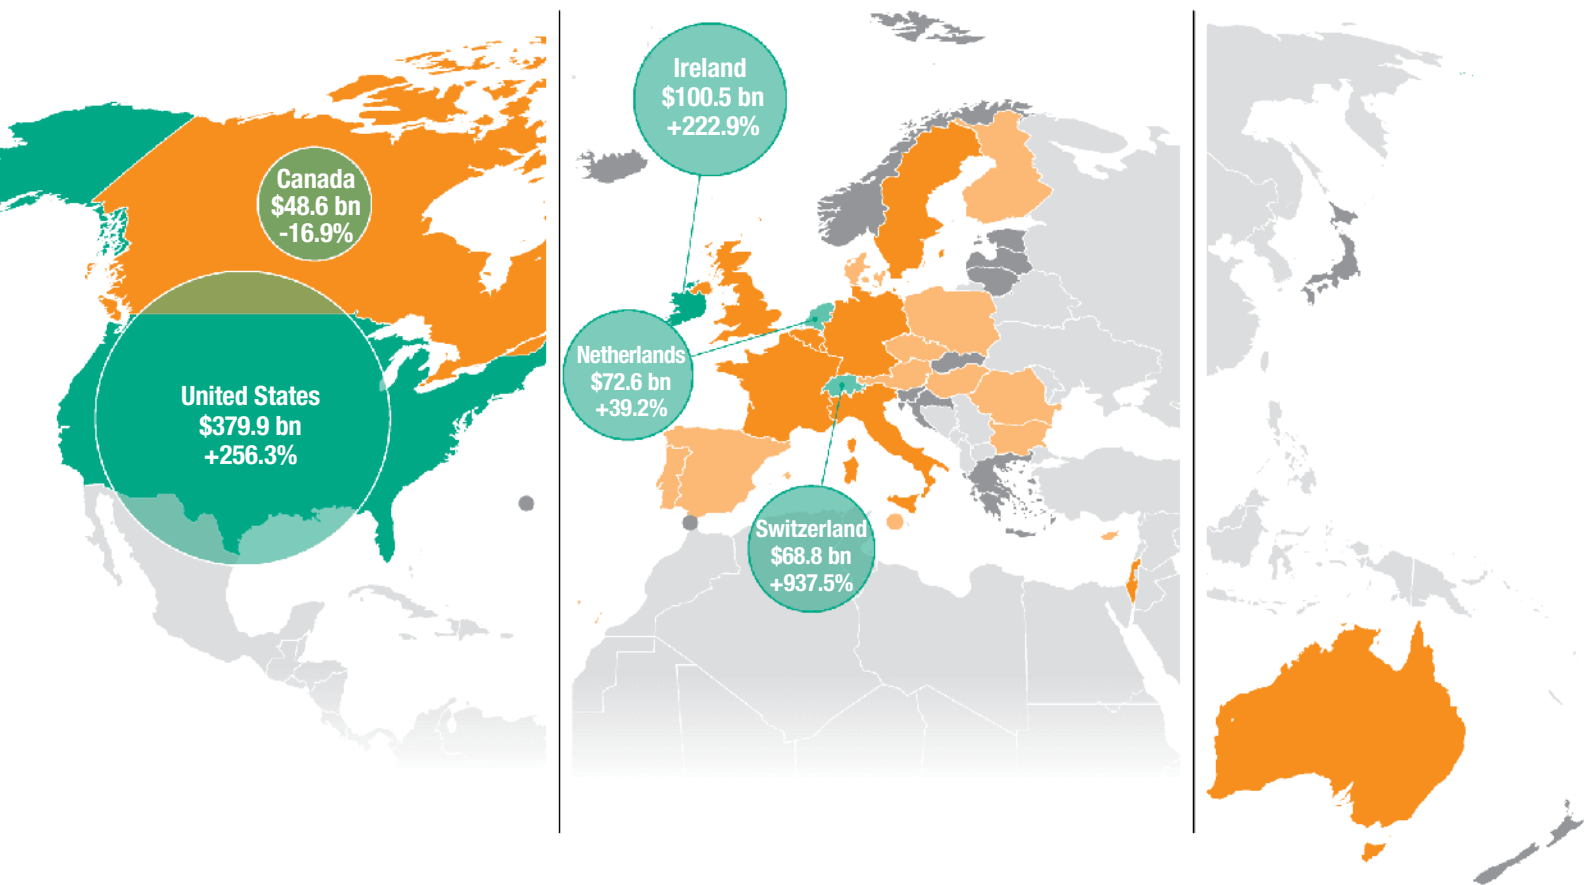 Canada
$48.6 bn
-16.9%
United States
$379.9 bn
+256.3%
Ireland
$100.5 bn
+222.9%
Netherlands
$72.6 bn
+39.2%
Switzerland
$68.8 bn
+937.5%